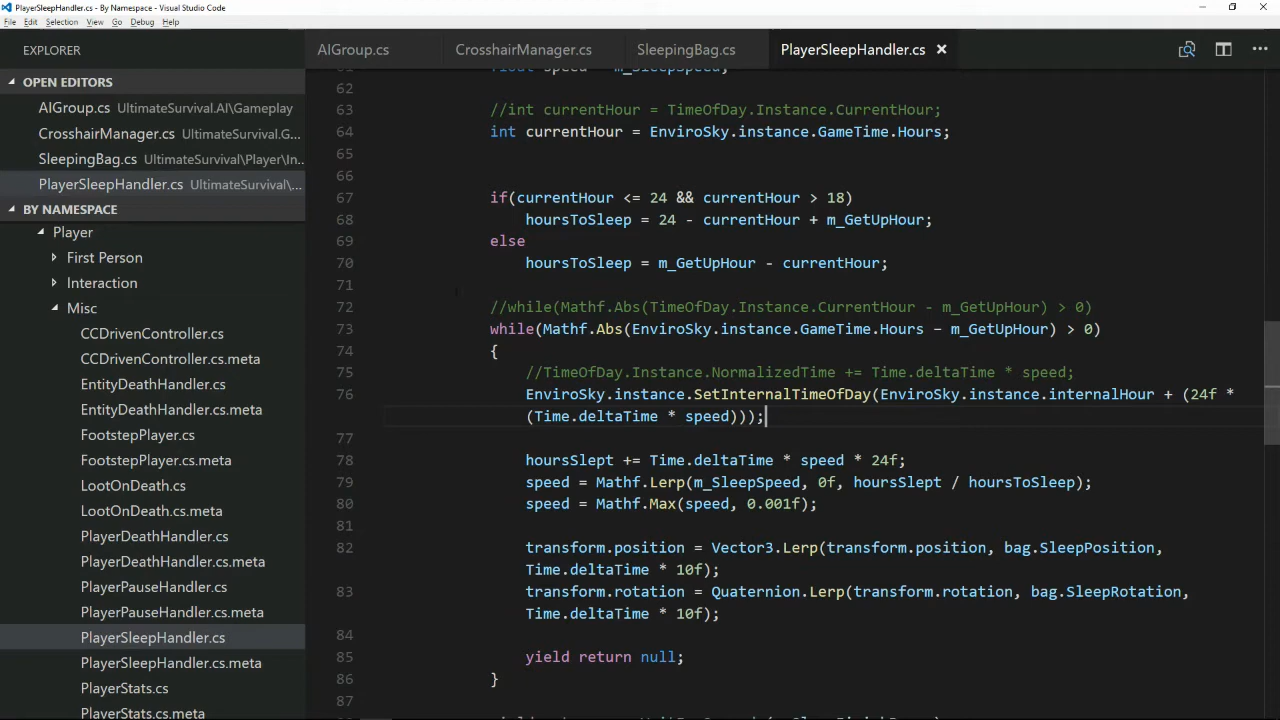 PlayerSleepHandler.cs - By Namespace - Visual Studio Code
File Edit Selection View Go Debug Help
EXPLORER
AIGroup.cs CrosshairManager.cs SleepingBag.cs PlayerSleepHandler.cs
OPEN EDITORS
AIGroup.cs UltimateSurvival.AI\Gameplay
CrosshairManager.cs UltimateSurvival.G...
SleepingBag.cs UltimateSurvival\Player\In...
PlayerSleepHandler.cs UltimateSurvival\...
BY NAMESPACE
Player
First Person
Interaction
Misc
CCDrivenController.cs
CCDrivenController.cs.meta
EntityDeathHandler.cs
EntityDeathHandler.cs.meta
FootstepPlayer.cs
FootstepPlayer.cs.meta
LootOnDeath.cs
LootOnDeath.cs.meta
PlayerDeathHandler.cs
PlayerDeathHandler.cs.meta
PlayerPauseHandler.cs
PlayerPauseHandler.cs.meta
PlayerSleepHandler.cs
PlayerSleepHandler.cs.meta
PlayerStats.cs
PlayerStats.cs.meta
61 float speed = m_SleepSpeed;
62
63 //int currentHour = TimeOfDay.Instance.CurrentHour;
64 int currentHour = EnviroSky.instance.GameTime.Hours;
65
66
67 if(currentHour <= 24 && currentHour > 18)
68 hoursToSleep = 24 - currentHour + m_GetUpHour;
69 else
70 hoursToSleep = m_GetUpHour - currentHour;
71
72 //while(Mathf.Abs(TimeOfDay.Instance.CurrentHour - m_GetUpHour) > 0)
73 while(Mathf.Abs(EnviroSky.instance.GameTime.Hours - m_GetUpHour) > 0)
74 {
75 //TimeOfDay.Instance.NormalizedTime += Time.deltaTime * speed;
76 EnviroSky.instance.SetInternalTimeOfDay(EnviroSky.instance.internalHour + (24f *
(Time.deltaTime * speed)));
77
78 hoursSlept += Time.deltaTime * speed * 24f;
79 speed = Mathf.Lerp(m_SleepSpeed, 0f, hoursSlept / hoursToSleep);
80 speed = Mathf.Max(speed, 0.001f);
81
82 transform.position = Vector3.Lerp(transform.position, bag.SleepPosition,
Time.deltaTime * 10f);
83 transform.rotation = Quaternion.Lerp(transform.rotation, bag.SleepRotation,
Time.deltaTime * 10f);
84
85 yield return null;
86 }
87